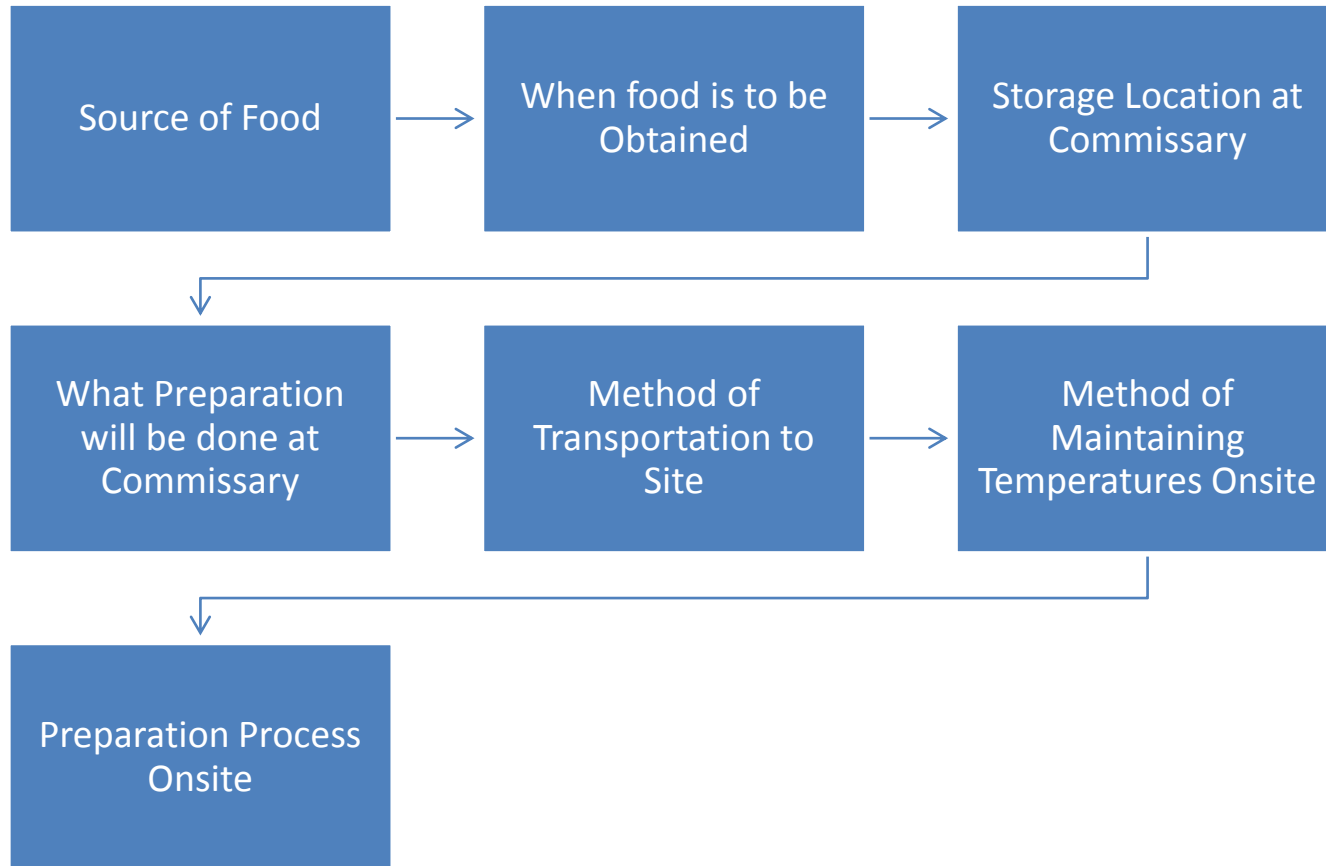 Source of Food
When food is to be
Obtained
Storage Location at
Commissary
What Preparation
will be done at
Commissary
Method of
Transportation to
Site
Method of
Maintaining
Temperatures Onsite
Preparation Process
Onsite